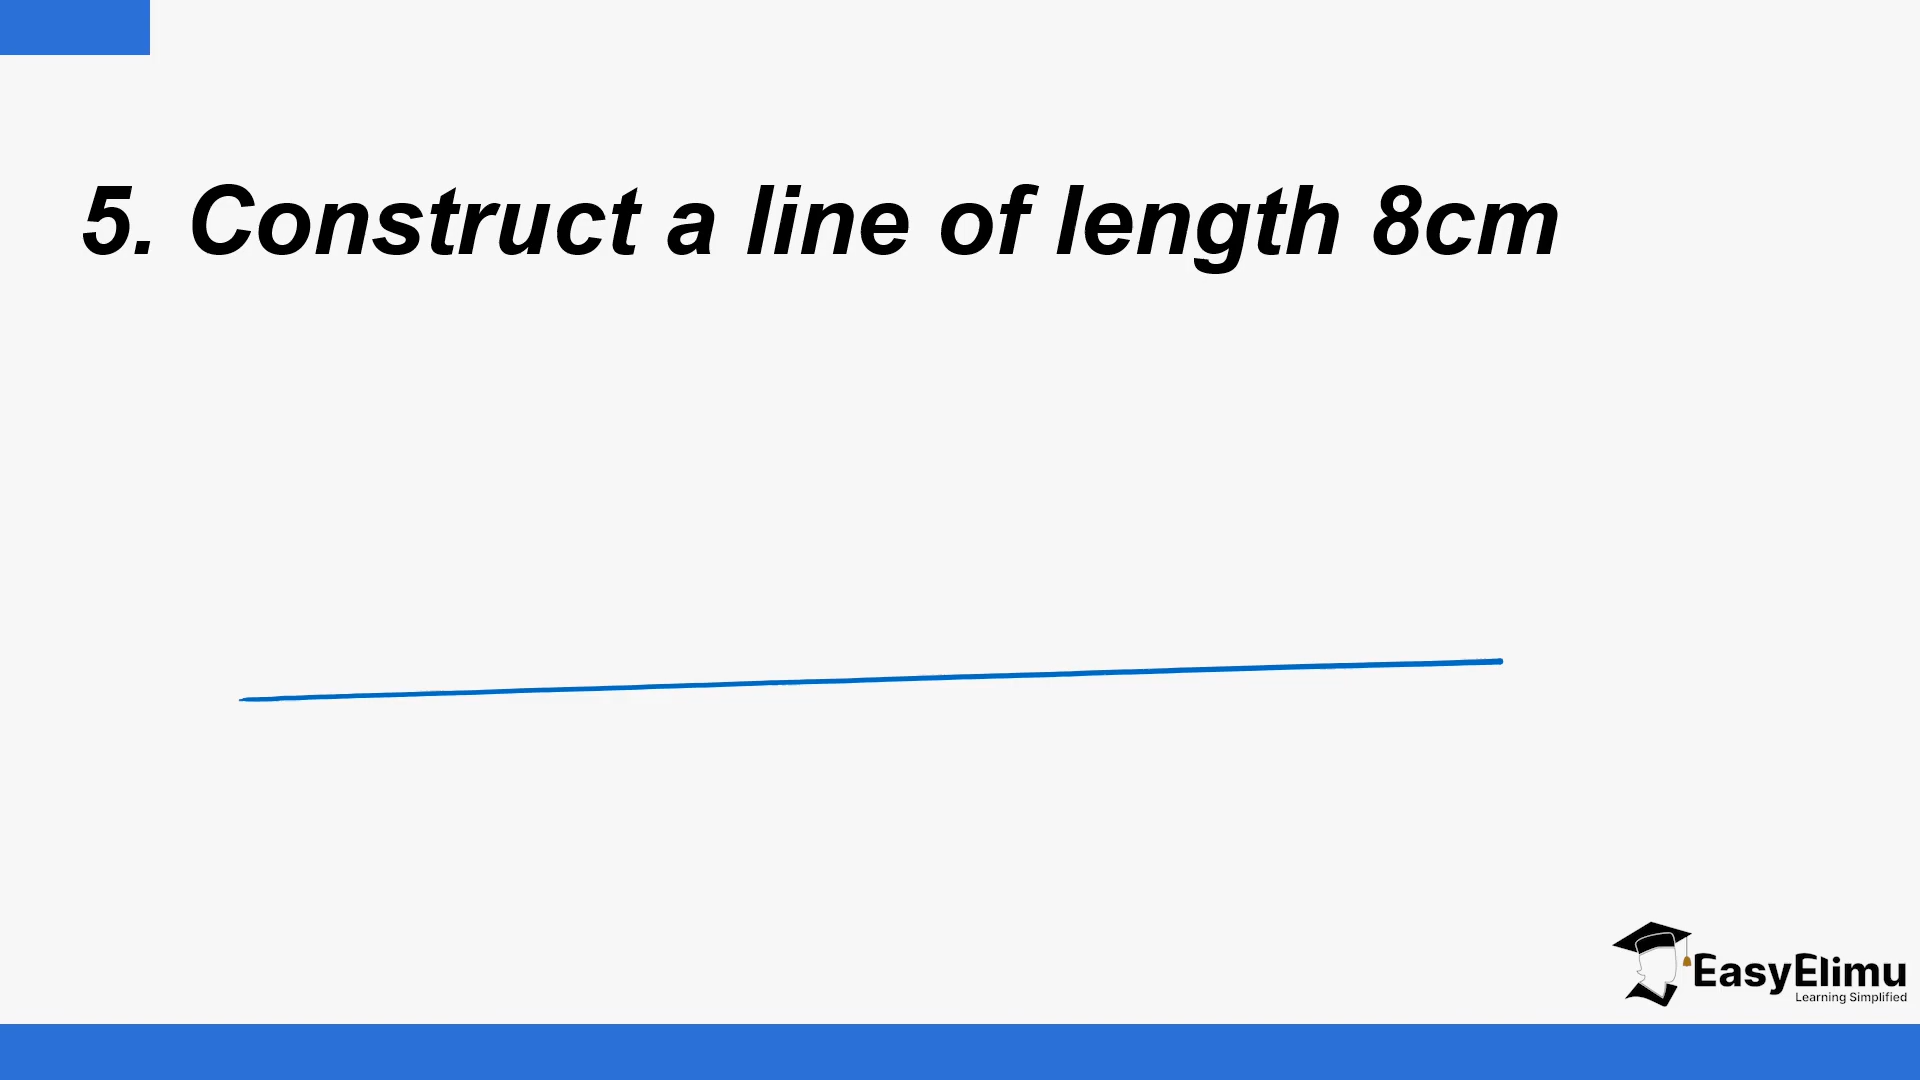 5. Construct a line of length 8cm
EasyElimu
Learning Simplified